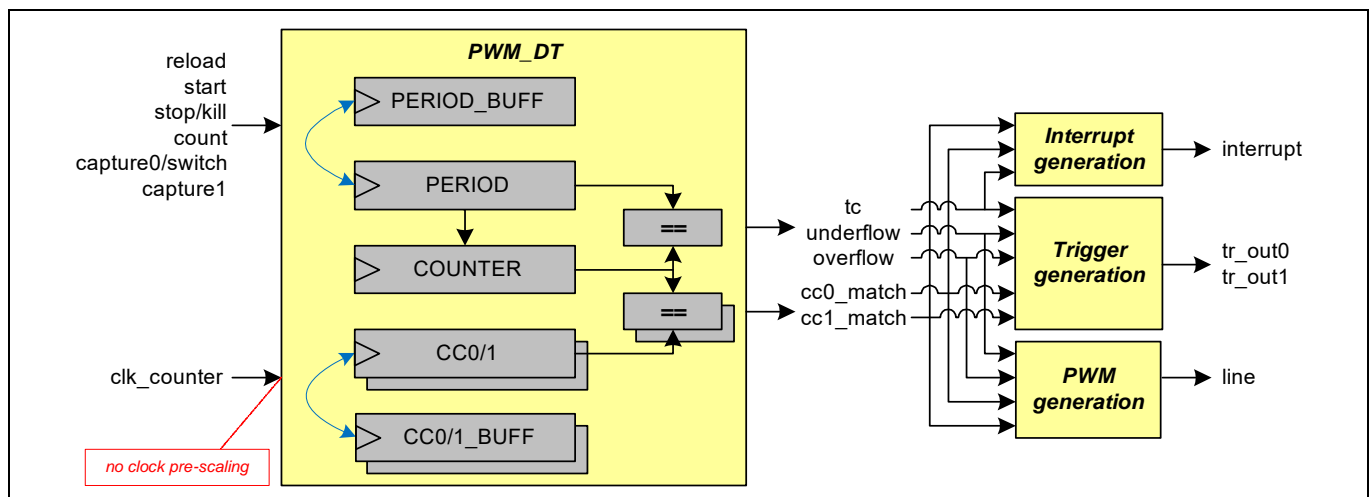 reload
start
stop/kill
count
capture0/switch
capture1
clk_counter
no clock pre-scaling
PWM_DT
PERIOD_BUFF
PERIOD
==
COUNTER
==
CC0/1
CC0/1_BUFF
tc
underflow
overflow
cc0_match
cc1_match
Interrupt
generation
interrupt
Trigger
generation
tr_out0
tr_out1
PWM
generation
line